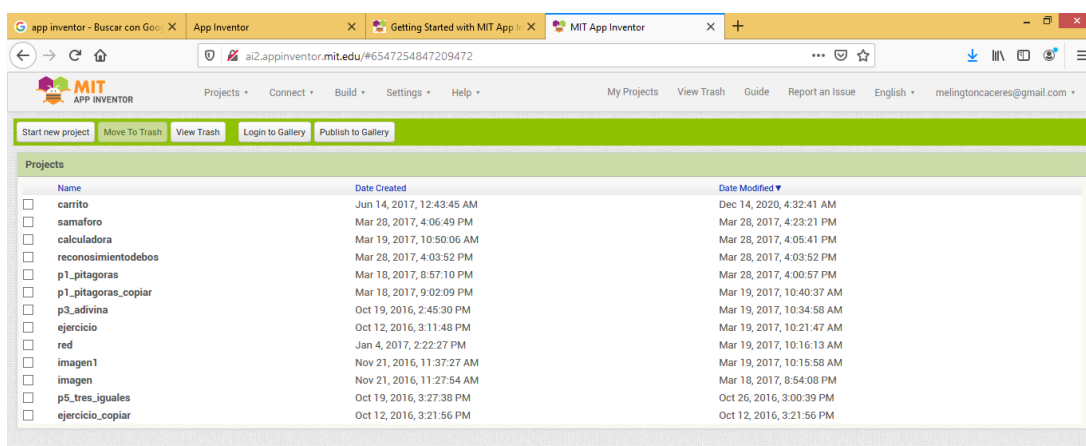 app inventor - Buscar con Goo
App Inventor
Getting Started with MIT App In
MIT App Inventor
ai2.appinventor.mit.edu/#6547254847209472
MIT
APP INVENTOR
Projects Connect Build Settings Help My Projects View Trash Guide Report an Issue English melingtoncaceres@gmail.com
Start new project Move To Trash View Trash Login to Gallery Publish to Gallery
Projects
Name Date Created Date Modified ▼
carrito Jun 14, 2017, 12:43:45 AM Dec 14, 2020, 4:32:41 AM
samaforo Mar 28, 2017, 4:06:49 PM Mar 28, 2017, 4:23:21 PM
calculadora Mar 19, 2017, 10:50:06 AM Mar 28, 2017, 4:05:41 PM
reconosimientodebos Mar 28, 2017, 4:03:52 PM Mar 28, 2017, 4:03:52 PM
p1_pitagoras Mar 18, 2017, 8:57:10 PM Mar 28, 2017, 4:00:57 PM
p1_pitagoras_copiar Mar 18, 2017, 9:02:09 PM Mar 19, 2017, 10:40:37 AM
p3_adivina Oct 19, 2016, 2:45:30 PM Mar 19, 2017, 10:34:58 AM
ejercicio Oct 12, 2016, 3:11:48 PM Mar 19, 2017, 10:21:47 AM
red Jan 4, 2017, 2:22:27 PM Mar 19, 2017, 10:16:13 AM
imagen1 Nov 21, 2016, 11:37:27 AM Mar 19, 2017, 10:15:58 AM
imagen Nov 21, 2016, 11:27:54 AM Mar 18, 2017, 8:54:08 PM
p5_tres_iguales Oct 19, 2016, 3:27:38 PM Oct 26, 2016, 3:00:39 PM
ejercicio_copiar Oct 12, 2016, 3:21:56 PM Oct 12, 2016, 3:21:56 PM